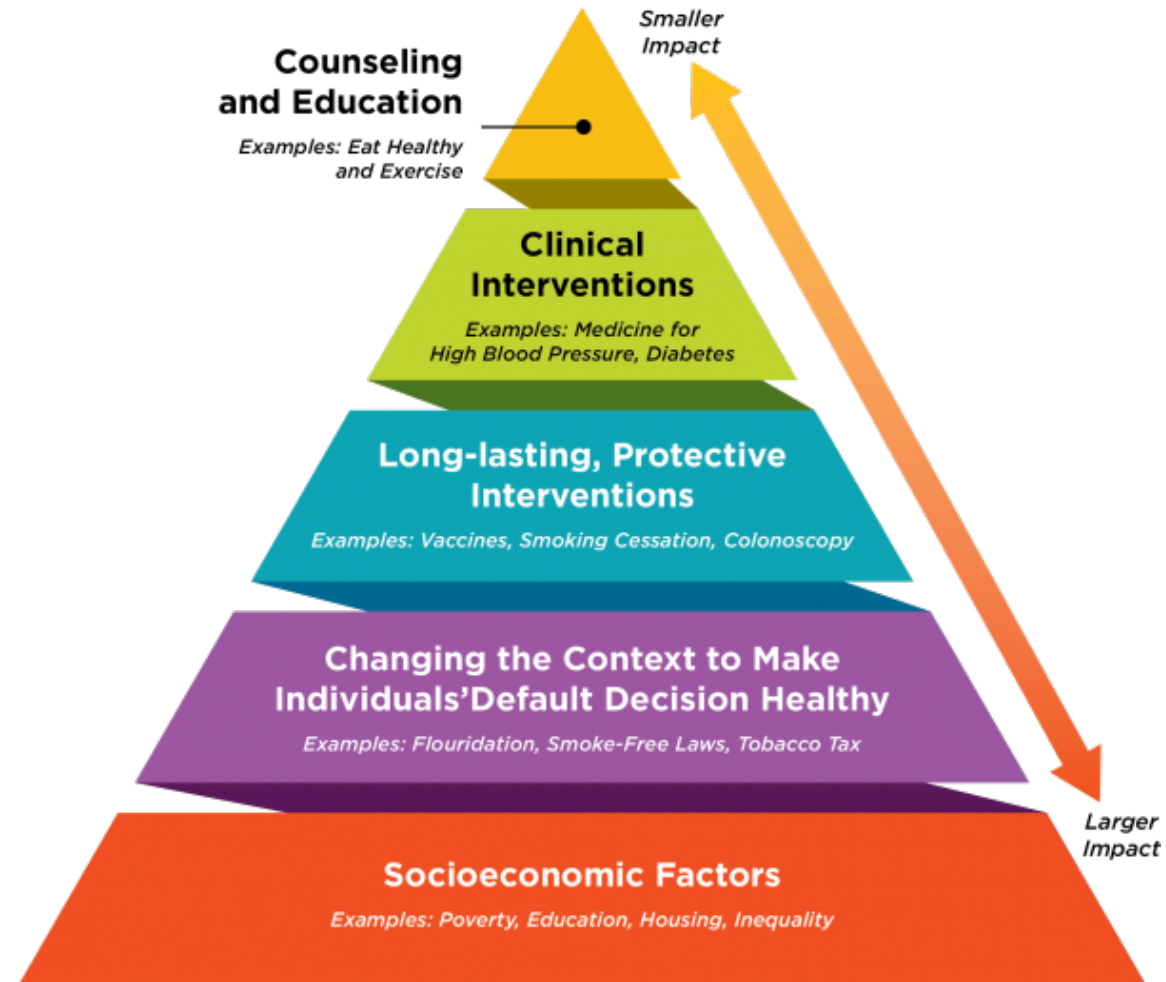 Smaller
Impact
Counseling
and Education
Examples: Eat Healthy
and Exercise
Clinical
Interventions
Examples: Medicine for
High Blood Pressure, Diabetes
Long-lasting, Protective
Interventions
Examples: Vaccines, Smoking Cessation, Colonoscopy
Changing the Context to Make
Individuals’Default Decision Healthy
Examples: Flouridation, Smoke-Free Laws, Tobacco Tax
Larger
Impact
Socioeconomic Factors
Examples: Poverty, Education, Housing, Inequality